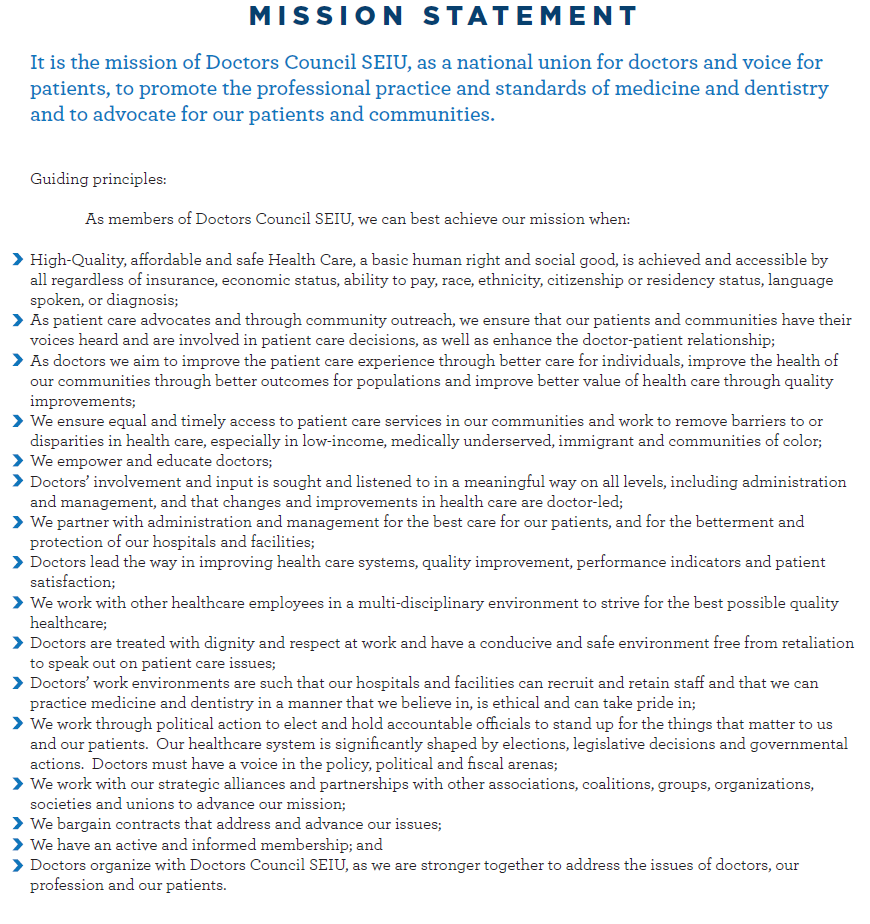 MISSION STATEMENT
It is the mission of Doctors Council SEIU, as a national union for doctors and voice for
patients, to promote the professional practice and standards of medicine and dentistry
and to advocate for our patients and communities.
Guiding principles:
As members of Doctors Council SEIU, we can best achieve our mission when:
High-Quality, affordable and safe Health Care, a basic human right and social good, is achieved and accessible by
all regardless of insurance, economic status, ability to pay, race, ethnicity, citizenship or residency status, language
spoken, or diagnosis;
As patient care advocates and through community outreach, we ensure that our patients and communities have their
voices heard and are involved in patient care decisions, as well as enhance the doctor-patient relationship;
As doctors we aim to improve the patient care experience through better care for individuals, improve the health of
our communities through better outcomes for populations and improve better value of health care through quality
improvements;
We ensure equal and timely access to patient care services in our communities and work to remove barriers to or
disparities in health care, especially in low-income, medically underserved, immigrant and communities of color;
We empower and educate doctors;
Doctors' involvement and input is sought and listened to in a meaningful way on all levels, including administration
and management, and that changes and improvements in health care are doctor-led;
We partner with administration and management for the best care for our patients, and for the betterment and
protection of our hospitals and facilities;
Doctors lead the way in improving health care systems, quality improvement, performance indicators and patient
satisfaction;
We work with other healthcare employees in a multi-disciplinary environment to strive for the best possible quality
healthcare;
Doctors are treated with dignity and respect at work and have a conducive and safe environment free from retaliation
to speak out on patient care issues;
Doctors' work environments are such that our hospitals and facilities can recruit and retain staff and that we can
practice medicine and dentistry in a manner that we believe in, is ethical and can take pride in;
We work through political action to elect and hold accountable officials to stand up for the things that matter to us
and our patients.  Our healthcare system is significantly shaped by elections, legislative decisions and governmental
actions.  Doctors must have a voice in the policy, political and fiscal arenas;
We work with our strategic alliances and partnerships with other associations, coalitions, groups, organizations,
societies and unions to advance our mission;
We bargain contracts that address and advance our issues;
We have an active and informed membership; and
Doctors organize with Doctors Council SEIU, as we are stronger together to address the issues of doctors, our
profession and our patients.